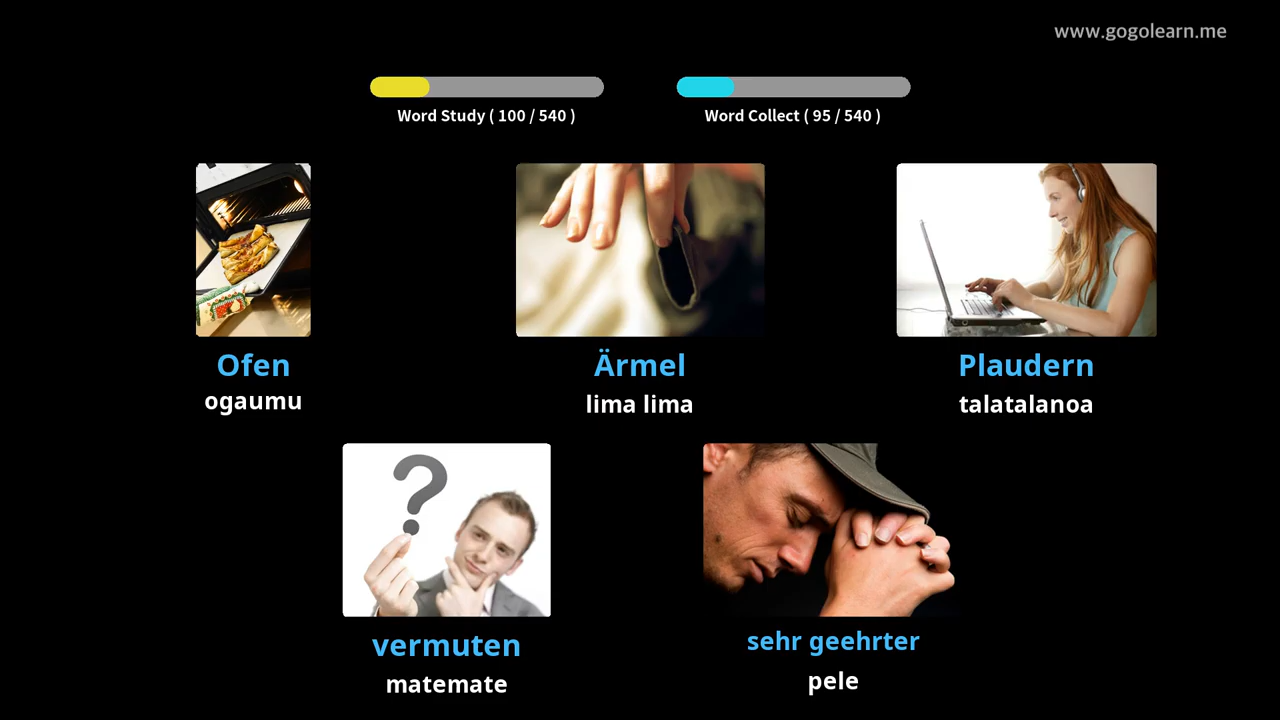 www.gogolearn.me
Word Study ( 100 / 540 )
Word Collect ( 95 / 540 )
Ofen
ogaumu
Ärmel
lima lima
Plaudern
talatalanoa
vermuten
matemate
sehr geehrter
pele